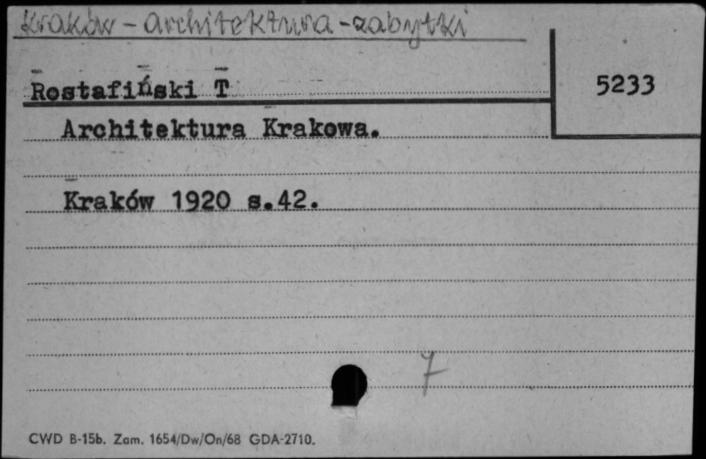 Kraków - architektura - zabytki
Rostafiński T
5233
Architektura Krakowa.
Kraków 1920 s.42.
7
CWD B-15b. Zam. 1654/Dw/On/68 GDA-2710.